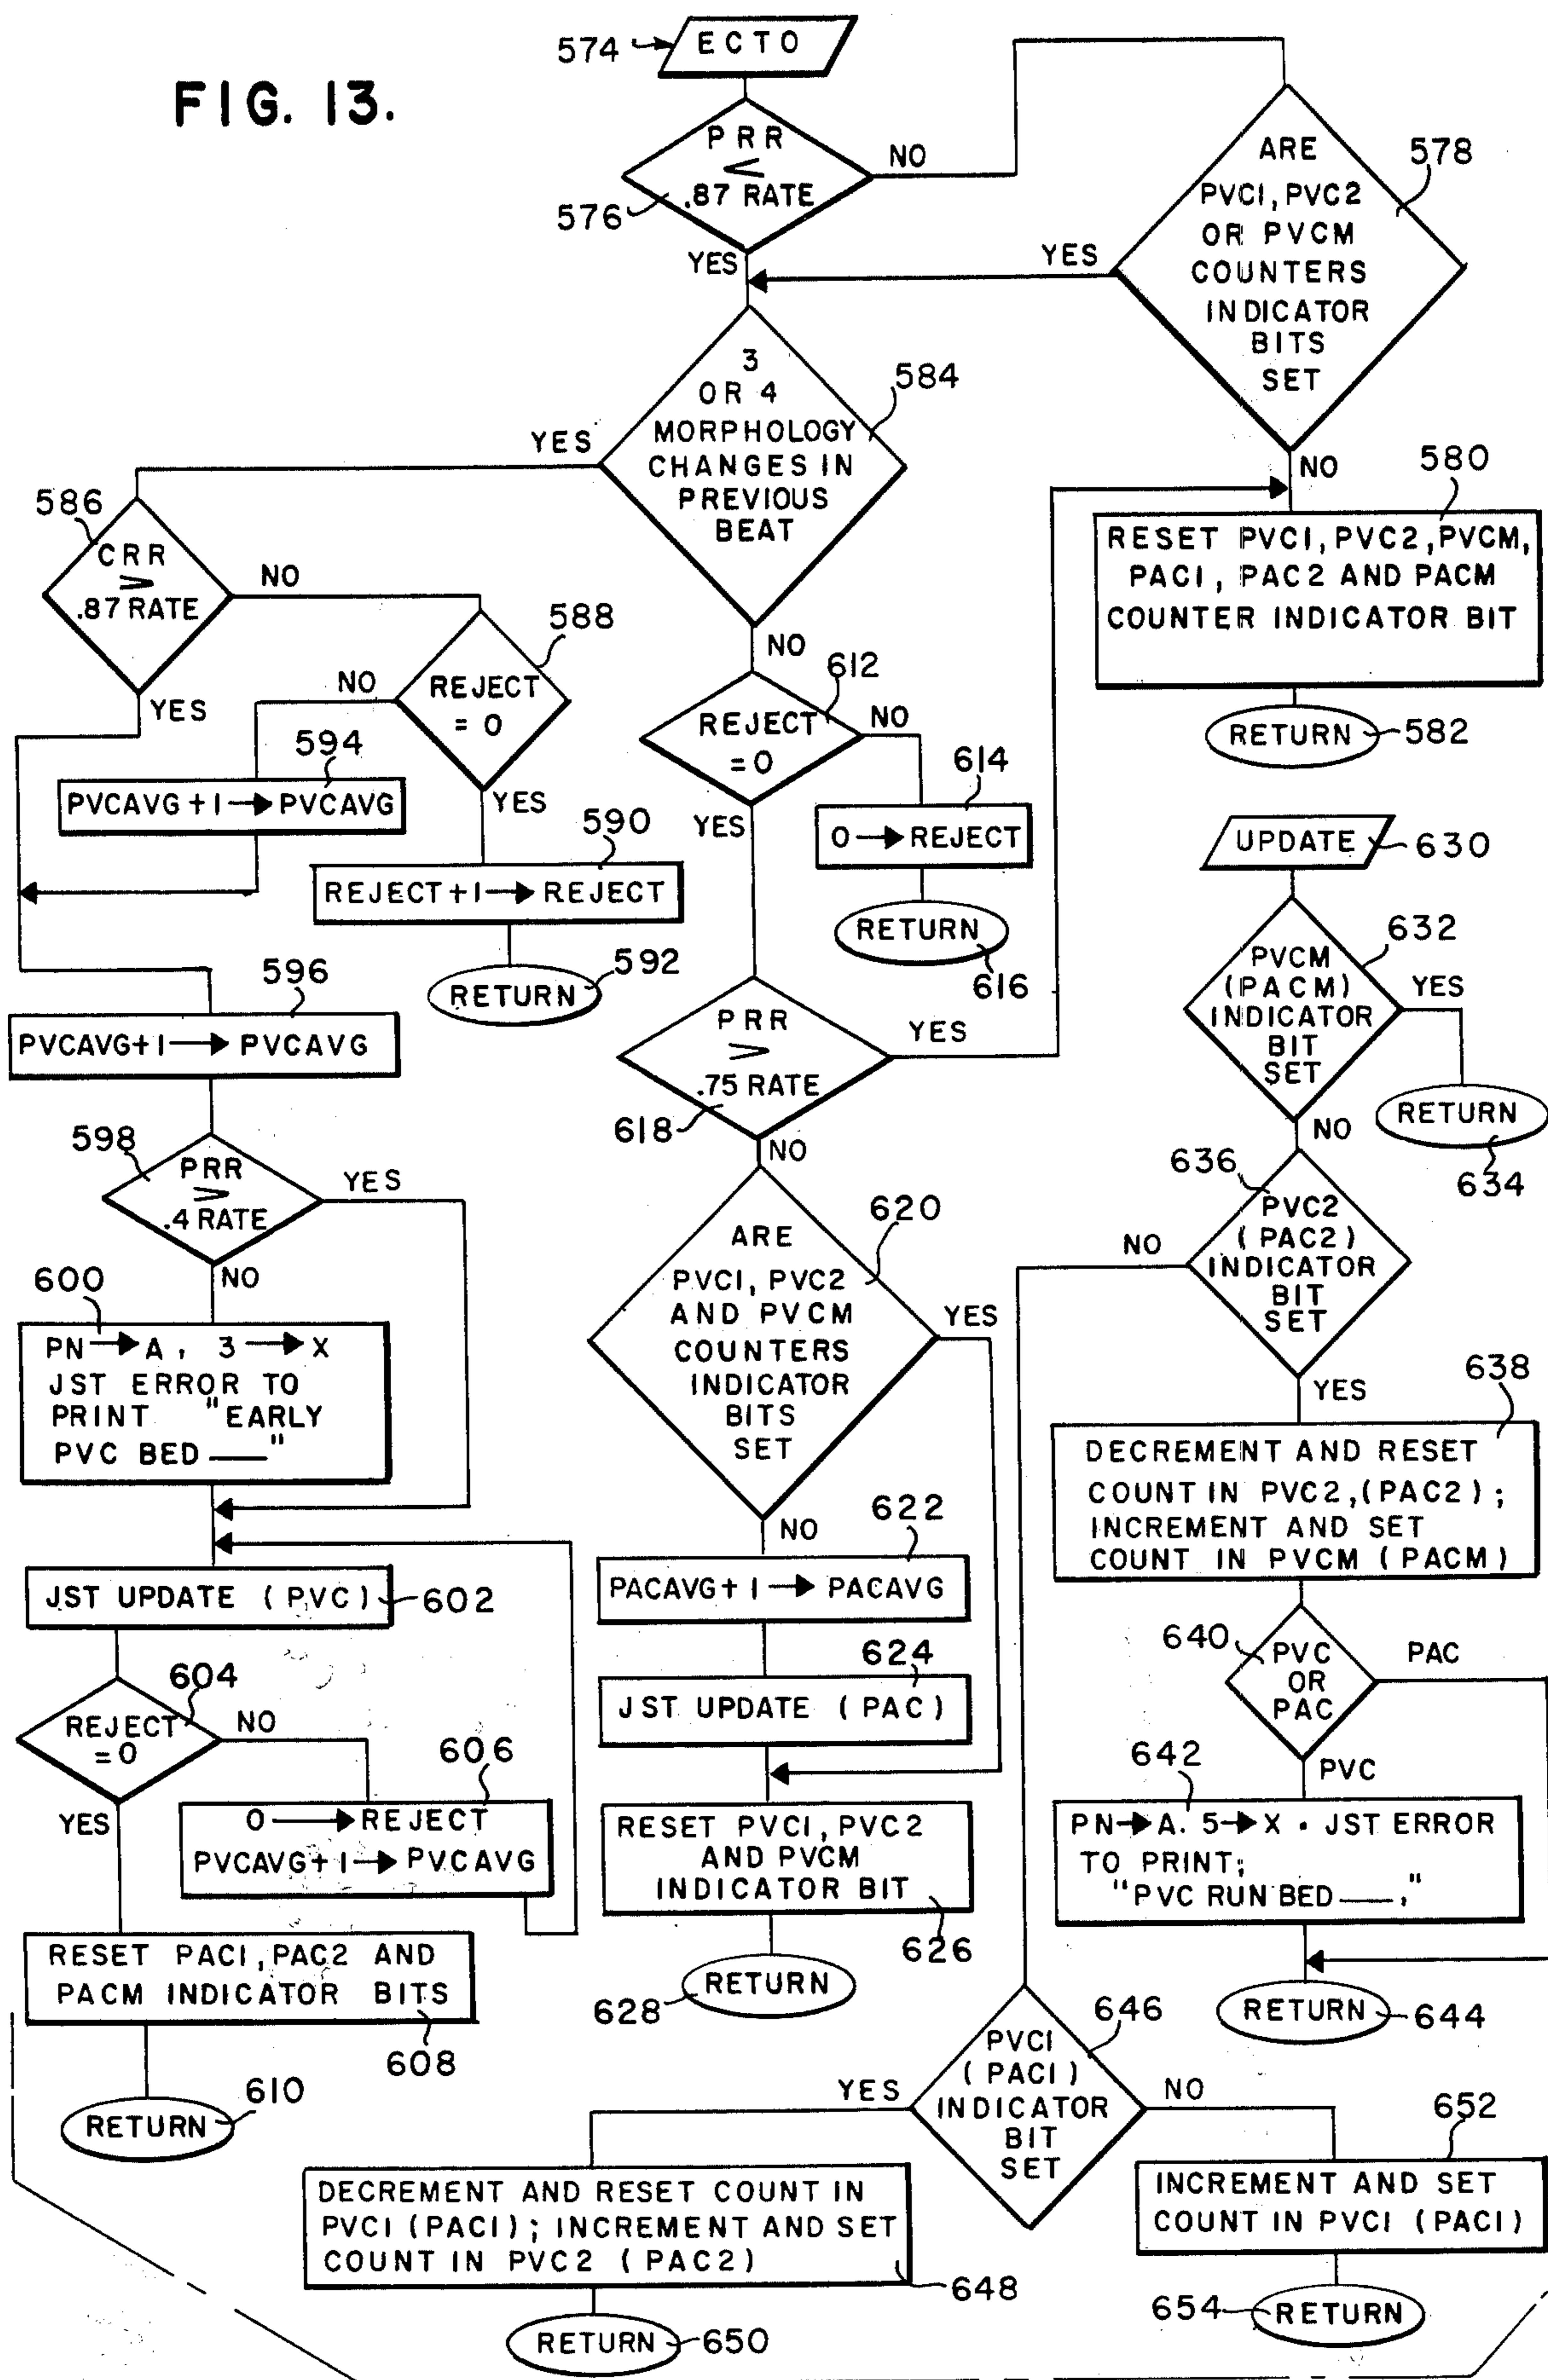 FIG. 13.
574
ECTO
PRR
<
.87 RATE
576
NO
YES
ARE
PVC1, PVC2
OR PVCM
COUNTERS
INDICATOR
BITS
SET
578
YES
NO
3
OR 4
MORPHOLOGY
CHANGES IN
PREVIOUS
BEAT
584
YES
NO
580
RESET PVC1, PVC2, PVCM,
PAC1, PAC2 AND PACM
COUNTER INDICATOR BIT
RETURN
582
586
CRR
>
.87 RATE
NO
YES
588
REJECT
= 0
NO
YES
594
PVCAVG + 1 → PVCAVG
590
REJECT + 1 → REJECT
RETURN
592
596
PVCAVG + 1 → PVCAVG
598
PRR
>
.4 RATE
YES
NO
600
PN → A, 3 → X
JST ERROR TO
PRINT "EARLY
PVC BED ___"
JST UPDATE (PVC)
602
604
REJECT
= 0
NO
YES
606
0 → REJECT
PVCAVG + 1 → PVCAVG
RESET PAC1, PAC2 AND
PACM INDICATOR BITS
608
RETURN
610
612
REJECT
= 0
NO
YES
614
0 → REJECT
RETURN
616
PRR
>
.75 RATE
618
YES
NO
620
ARE
PVC1, PVC2
AND PVCM
COUNTERS
INDICATOR
BITS
SET
YES
NO
622
PACAVG + 1 → PACAVG
624
JST UPDATE (PAC)
RESET PVC1, PVC2
AND PVCM
INDICATOR BIT
626
RETURN
628
UPDATE
630
632
PVCM
(PACM)
INDICATOR
BIT
SET
YES
NO
RETURN
634
636
PVC2
(PAC2)
INDICATOR
BIT
SET
NO
YES
638
DECREMENT AND RESET
COUNT IN PVC2, (PAC2);
INCREMENT AND SET
COUNT IN PVCM (PACM)
640
PVC
OR
PAC
PAC
PVC
642
PN → A. 5 → X . JST ERROR
TO PRINT;
"PVC RUN BED ___,"
RETURN
644
646
PVC1
(PAC1)
INDICATOR
BIT
SET
YES
NO
DECREMENT AND RESET COUNT IN
PVC1 (PAC1); INCREMENT AND SET
COUNT IN PVC2 (PAC2)
648
RETURN
650
652
INCREMENT AND SET
COUNT IN PVC1 (PAC1)
654
RETURN